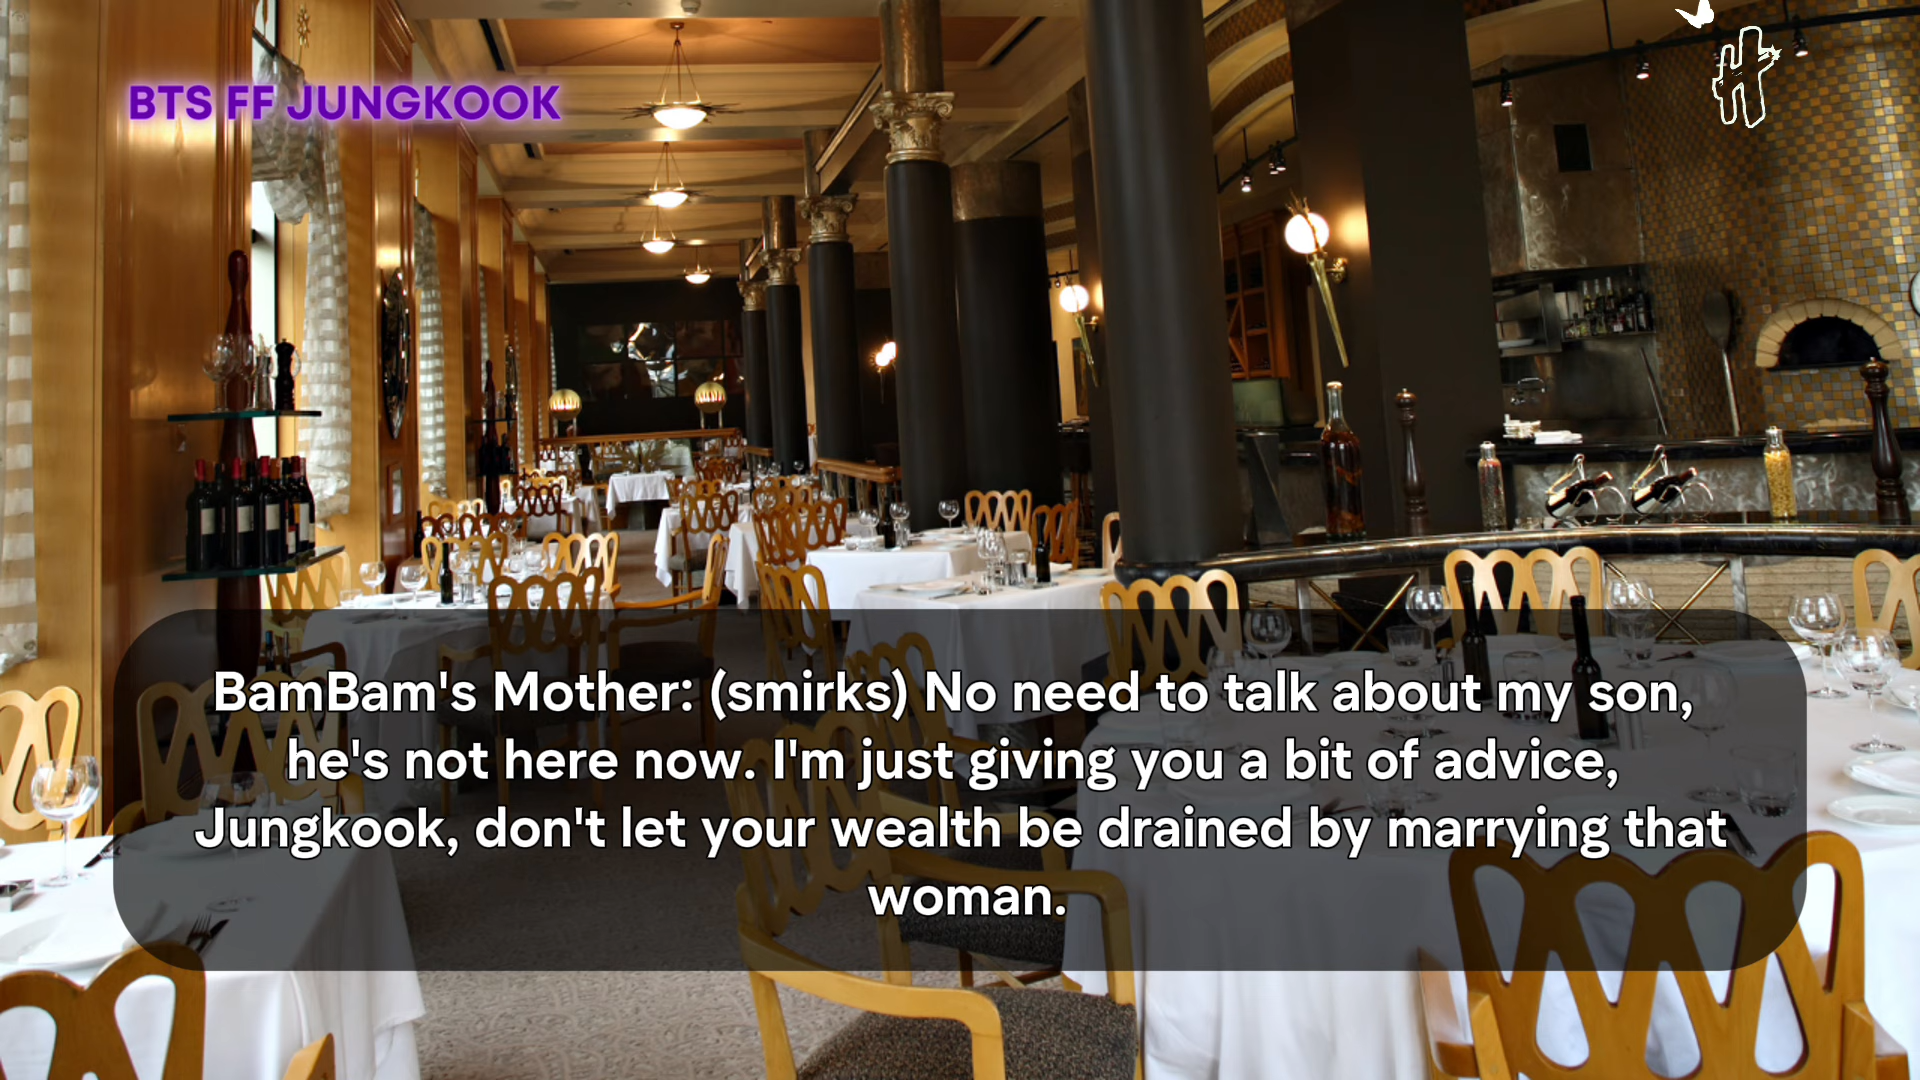 BTS FF JUNGKOOK
H
BamBam's Mother: (smirks) No need to talk about my son,
he's not here now. I'm just giving you a bit of advice,
Jungkook, don't let your wealth be drained by marrying that
woman.